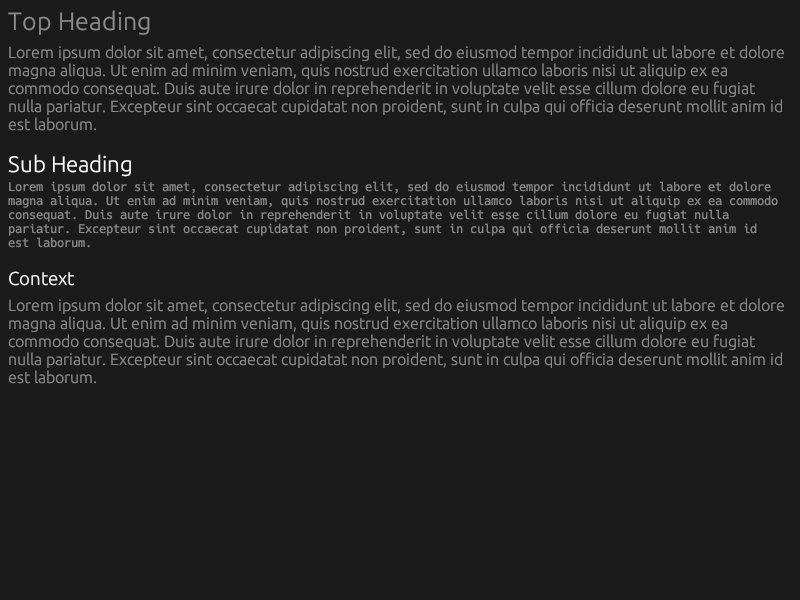 Top Heading
Lorem ipsum dolor sit amet, consectetur adipiscing elit, sed do eiusmod tempor incididunt ut labore et dolore
magna aliqua. Ut enim ad minim veniam, quis nostrud exercitation ullamco laboris nisi ut aliquip ex ea
commodo consequat. Duis aute irure dolor in reprehenderit in voluptate velit esse cillum dolore eu fugiat
nulla pariatur. Excepteur sint occaecat cupidatat non proident, sunt in culpa qui officia deserunt mollit anim id
est laborum.
Sub Heading
Lorem ipsum dolor sit amet, consectetur adipiscing elit, sed do eiusmod tempor incididunt ut labore et dolore
magna aliqua. Ut enim ad minim veniam, quis nostrud exercitation ullamco laboris nisi ut aliquip ex ea commodo
consequat. Duis aute irure dolor in reprehenderit in voluptate velit esse cillum dolore eu fugiat nulla
pariatur. Excepteur sint occaecat cupidatat non proident, sunt in culpa qui officia deserunt mollit anim id
est laborum.
Context
Lorem ipsum dolor sit amet, consectetur adipiscing elit, sed do eiusmod tempor incididunt ut labore et dolore
magna aliqua. Ut enim ad minim veniam, quis nostrud exercitation ullamco laboris nisi ut aliquip ex ea
commodo consequat. Duis aute irure dolor in reprehenderit in voluptate velit esse cillum dolore eu fugiat
nulla pariatur. Excepteur sint occaecat cupidatat non proident, sunt in culpa qui officia deserunt mollit anim id
est laborum.